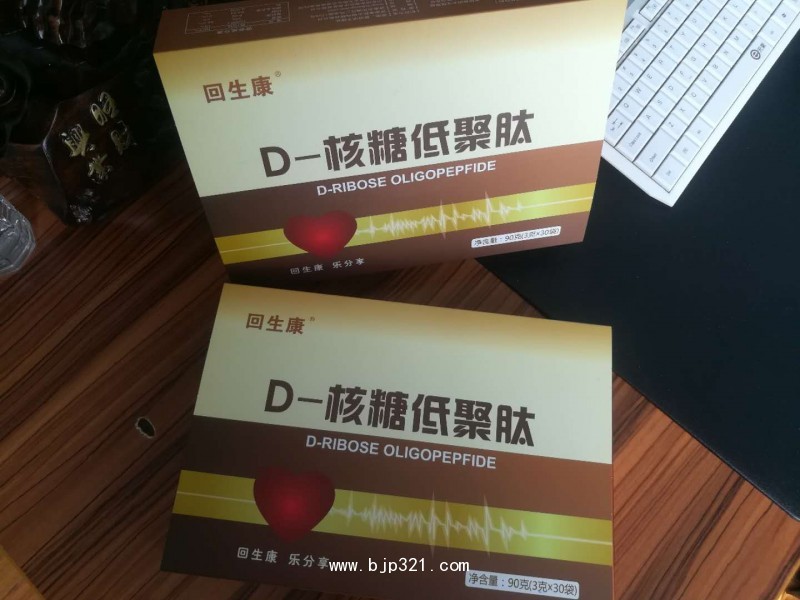 回生康®
D-核糖低聚肽
D-RIBOSE OLIGOPEPFIDE
净含量：90克(3克×30袋)
回生康 乐分享
回生康®
D-核糖低聚肽
D-RIBOSE OLIGOPEPFIDE
回生康 乐分享
净含量：90克(3克×30袋)
www.bjp321.com